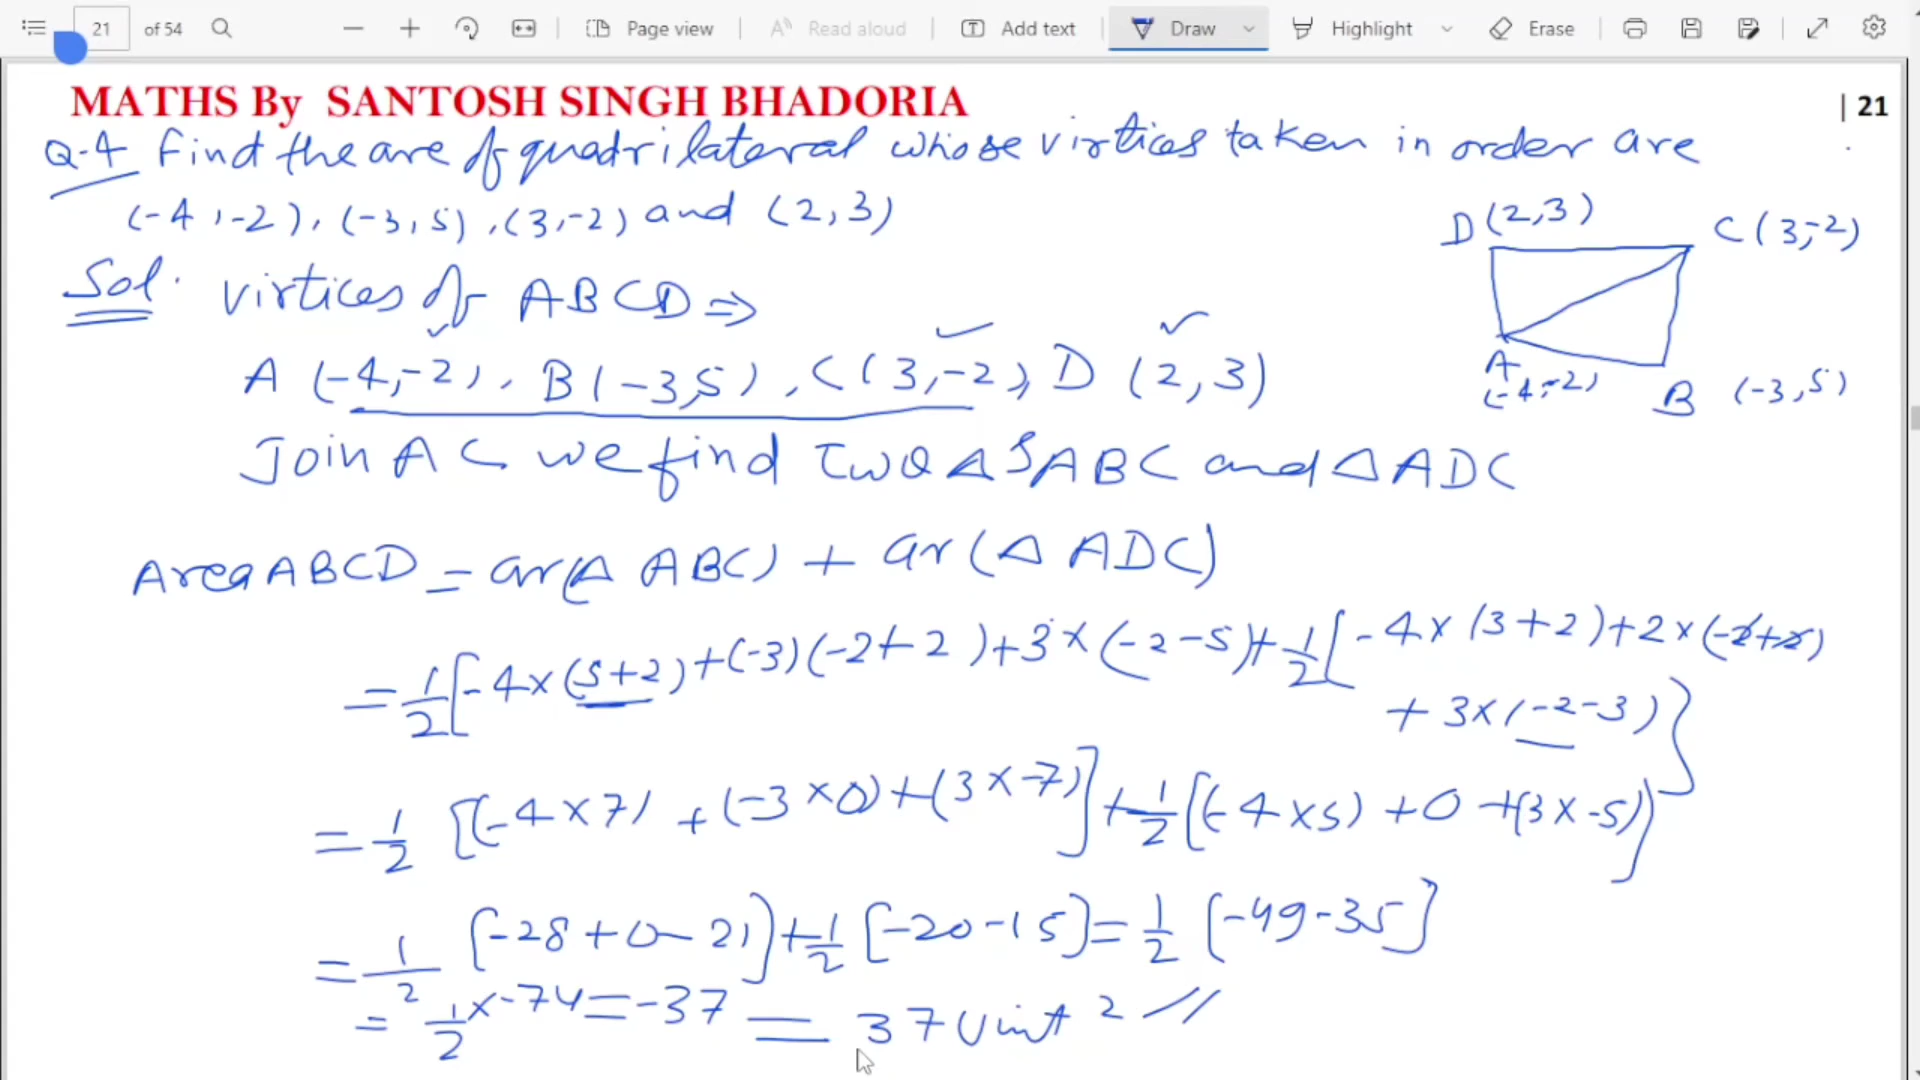 21 of 54 Page view Read aloud Add text Draw Highlight Erase
MATHS By SANTOSH SINGH BHADORIA | 21
Q-4 Find the are of quadrilateral whose virtices taken in order are
(-4,-2), (-3,5), (3,-2) and (2,3)
D(2,3) C(3,-2)
Sol. virtices of ABCD ⇒
A (-4,-2), B(-3,5), C(3,-2), D (2,3)
A (-4,-2) B (-3,5)
Join AC we find Two Δs ABC and Δ ADC
Area ABCD = ar(Δ ABC) + ar(Δ ADC)
= 1/2 [-4×(5+2)+(-3)(-2+2)+3×(-2-5)]+1/2[-4×(3+2)+2×(-2+2)
+ 3×(-2-3)]
= 1/2 [(-4×7) + (-3×0)+(3×-7)]+1/2[(-4×5)+0+(3×-5)]
= 1/2 [-28+0-21]+1/2[-20-15]=1/2[-49-35]
= 1/2 × -74 = -37 = 37 Unit 2 //